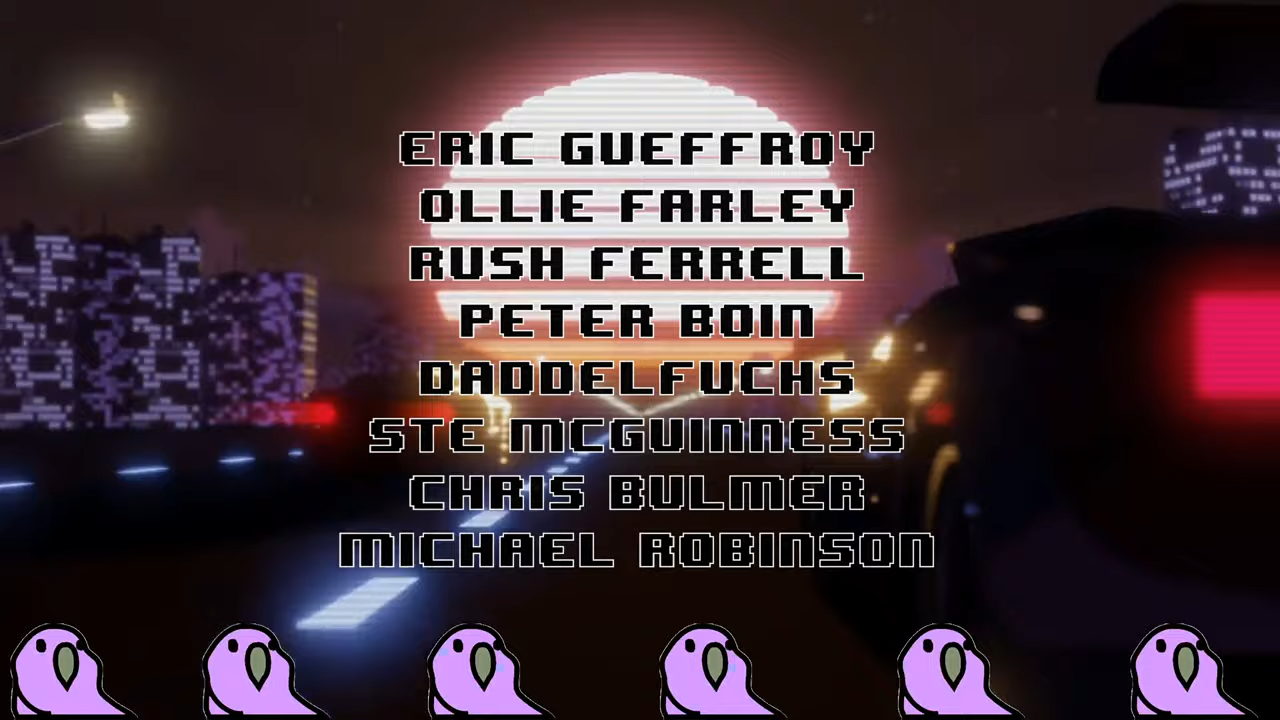 ERIC GUEFFROY
OLLIE FARLEY
RUSH FERRELL
PETER BOIN
DADDELFUCHS
STE MCGUINNESS
CHRIS BULMER
MICHAEL ROBINSON